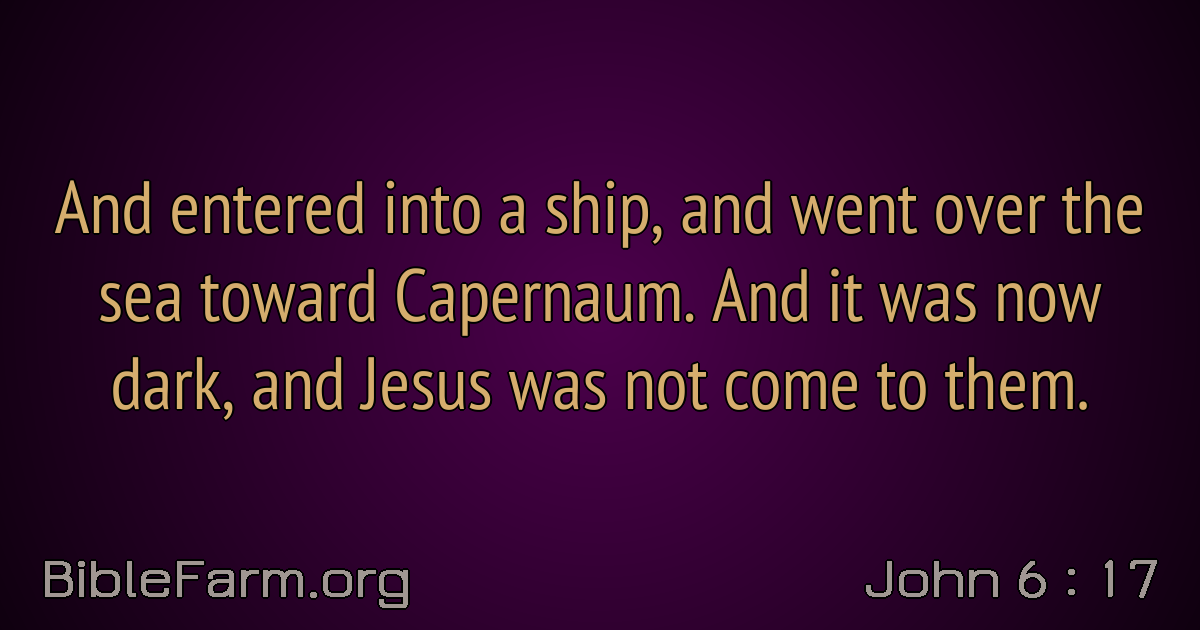 And entered into a ship, and went over the
sea toward Capernaum. And it was now
dark, and Jesus was not come to them.
BibleFarm.org
John 6 : 17